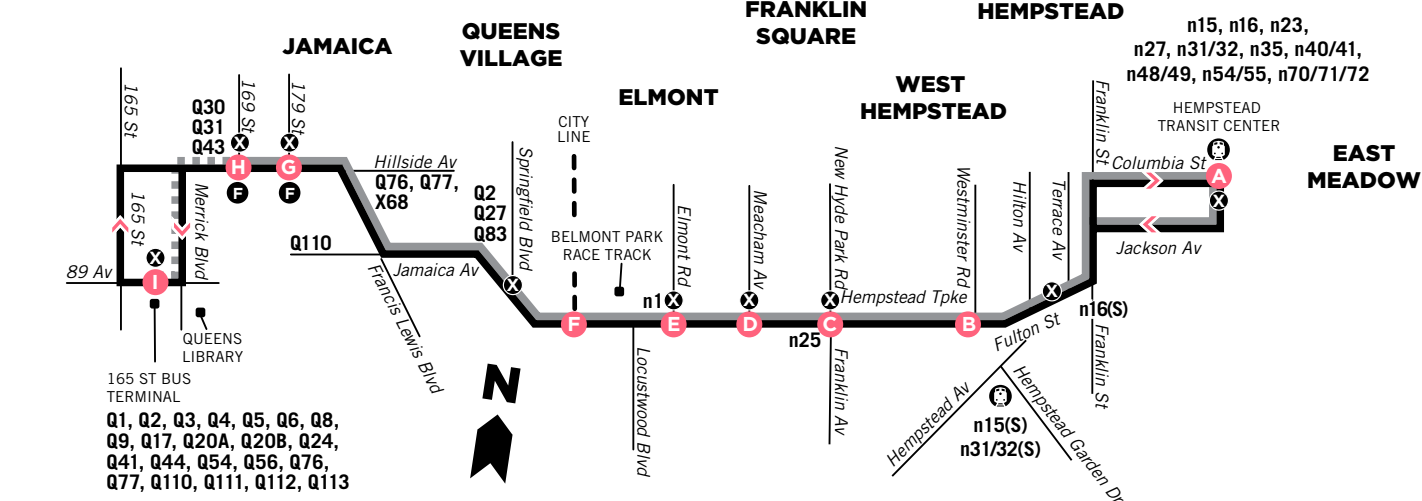 FRANKLIN
SQUARE
HEMPSTEAD
n15, n16, n23,
n27, n31/32, n35, n40/41,
n48/49, n54/55, n70/71/72
JAMAICA
QUEENS
VILLAGE
ELMONT
WEST
HEMPSTEAD
HEMPSTEAD
TRANSIT CENTER
EAST
MEADOW
165 St
Q30
Q31
Q43
169 St
179 St
X
X
H
G
F
F
Hillside Av
Q76, Q77,
X68
Q2
Q27
Q83
Springfield Blvd
X
CITY
LINE
BELMONT PARK
RACE TRACK
n1
Elmont Rd
X
Meacham Av
X
New Hyde Park Rd
X
Hempstead Tpke
Westminster Rd
Hilton Av
Terrace Av
X
Franklin St
Columbia St
A
X
Jackson Av
165 St
Merrick Blvd
Q110
Jamaica Av
Francis Lewis Blvd
89 Av
X
I
F
E
D
C
B
n25
Fulton St
n16(S)
Franklin St
Locustwood Blvd
Franklin Av
Hempstead Av
Hempstead Garden Dr
n15(S)
n31/32(S)
QUEENS
LIBRARY
N
165 ST BUS
TERMINAL
Q1, Q2, Q3, Q4, Q5, Q6, Q8,
Q9, Q17, Q20A, Q20B, Q24,
Q41, Q44, Q54, Q56, Q76,
Q77, Q110, Q111, Q112, Q113